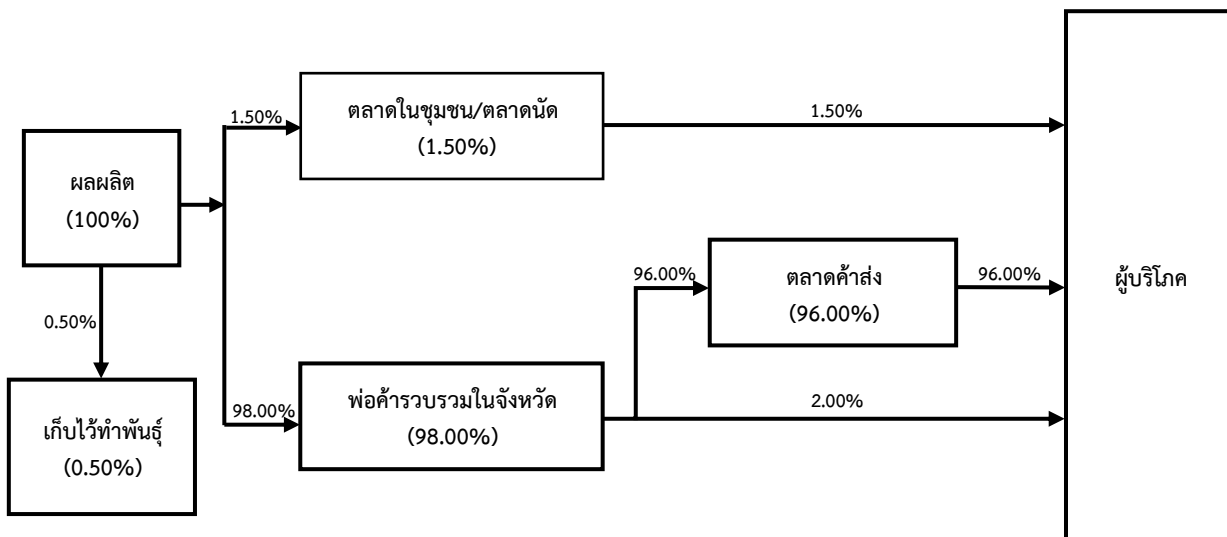 ตลาดในชุมชน/ตลาดนัด
(1.50%)
1.50%
1.50%
ผลผลิต
(100%)
96.00%
ตลาดค้าส่ง
(96.00%)
96.00%
ผู้บริโภค
0.50%
เก็บไว้ทำพันธุ์
(0.50%)
98.00%
พ่อค้ารวบรวมในจังหวัด
(98.00%)
2.00%